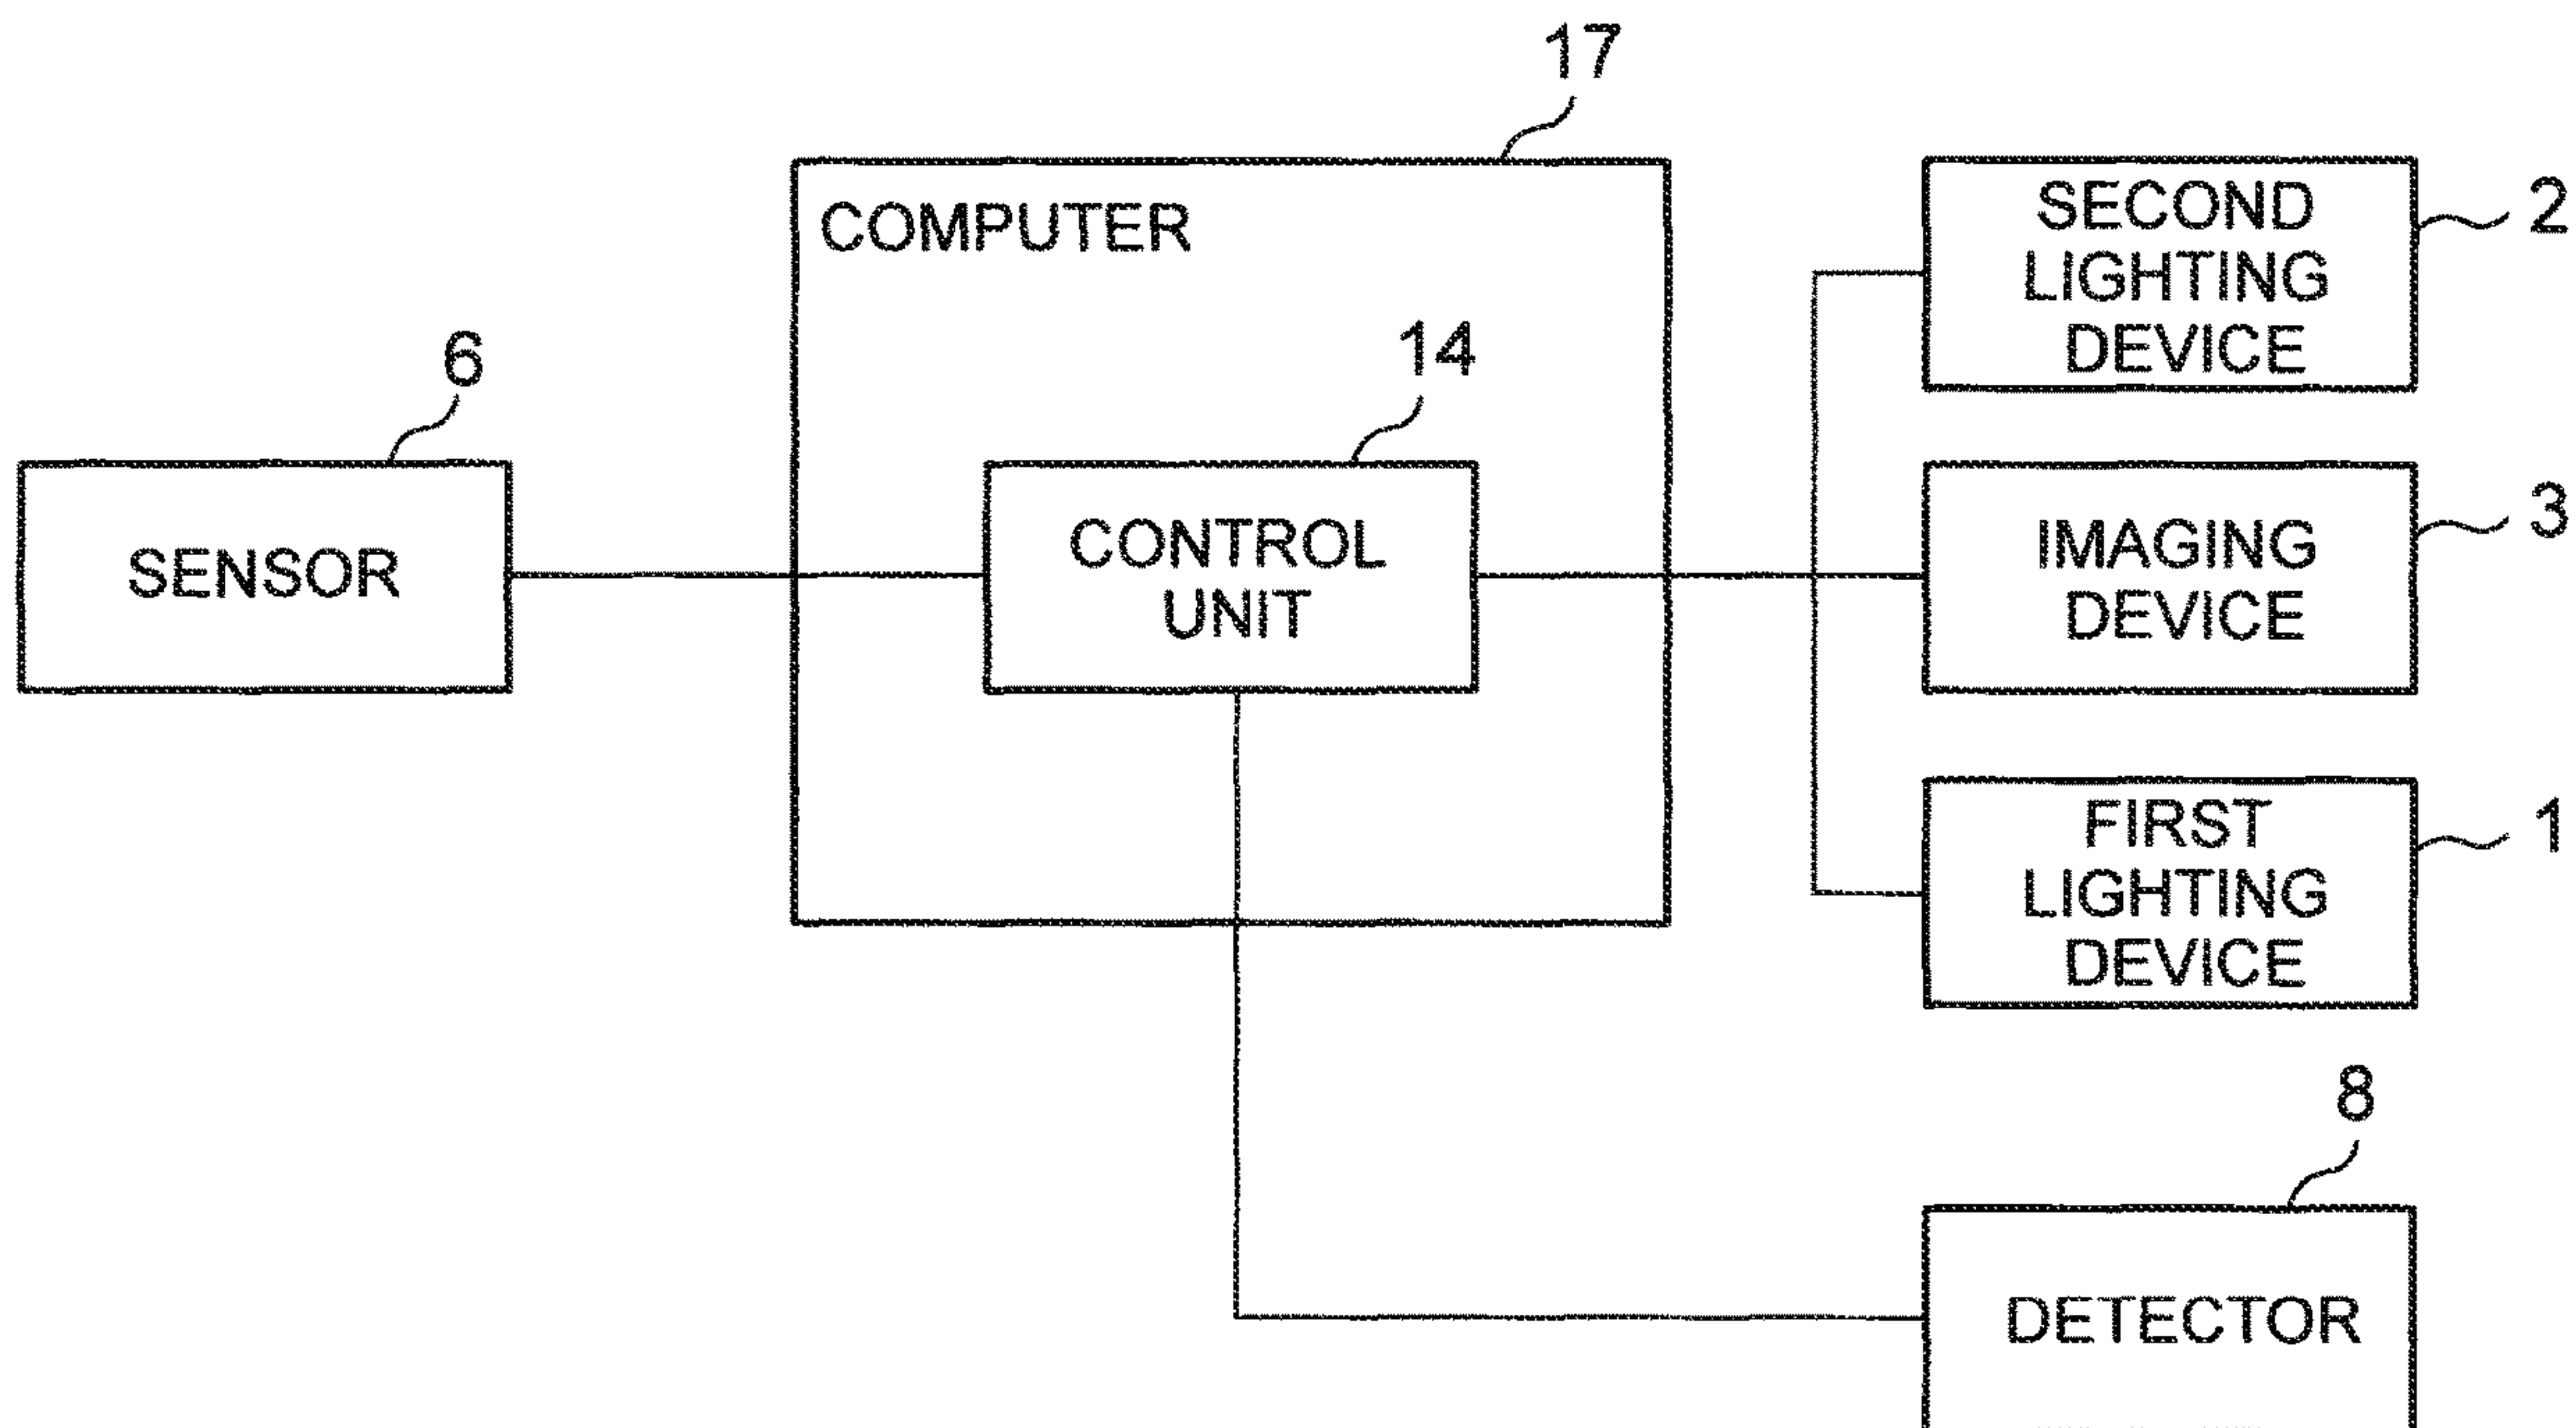 17
COMPUTER
SECOND
LIGHTING
DEVICE
2
6
14
SENSOR
CONTROL
UNIT
IMAGING
DEVICE
3
FIRST
LIGHTING
DEVICE
1
8
DETECTOR